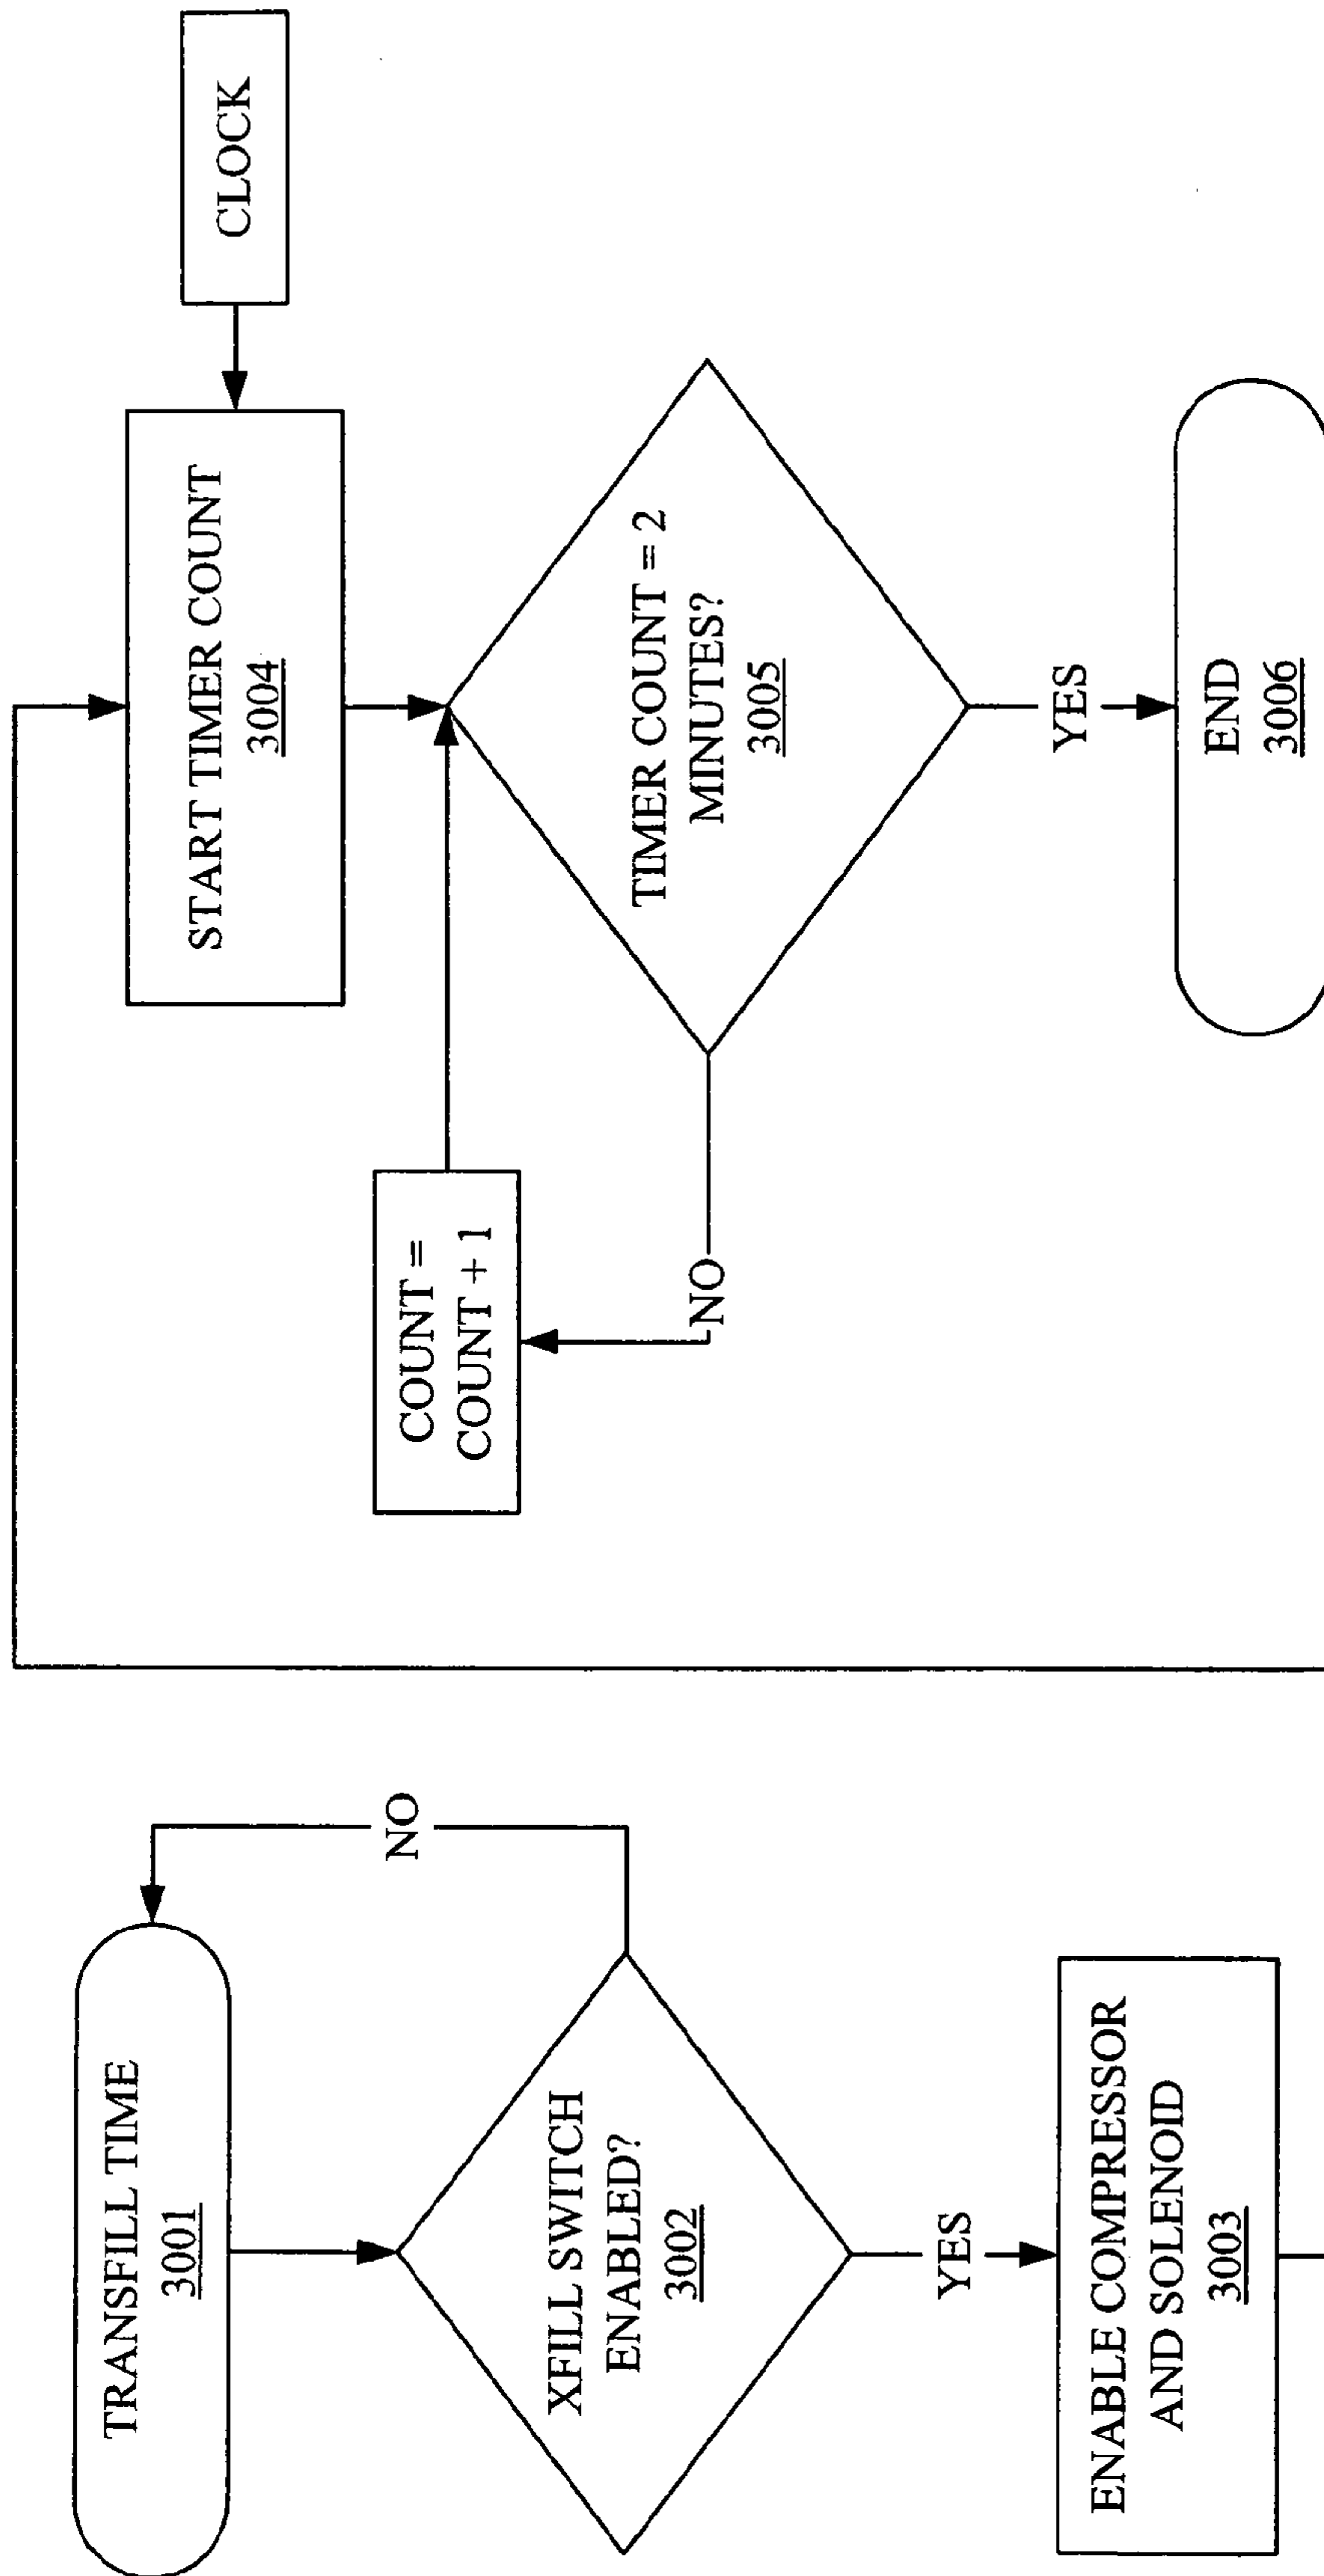 TRANSFILL TIME
3001
XFILL SWITCH
ENABLED?
3002
NO
YES
ENABLE COMPRESSOR
AND SOLENOID
3003
CLOCK
START TIMER COUNT
3004
COUNT =
COUNT + 1
TIMER COUNT = 2
MINUTES?
3005
NO
YES
END
3006